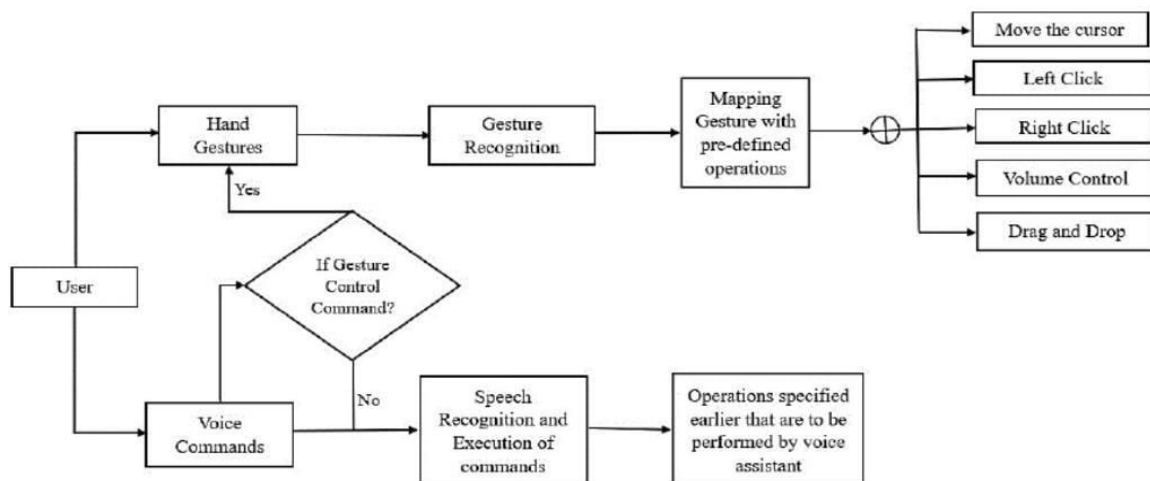 Move the cursor
Left Click
Right Click
Volume Control
Drag and Drop
Hand
Gestures
Gesture
Recognition
Mapping
Gesture with
pre-defined
operations
Yes
If Gesture
Control
Command?
User
No
Voice
Commands
Speech
Recognition and
Execution of
commands
Operations specified
earlier that are to be
performed by voice
assistant